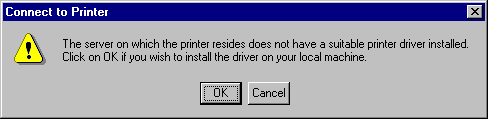 Connect to Printer
The server on which the printer resides does not have a suitable printer driver installed.
Click on OK if you wish to install the driver on your local machine.
OK
Cancel